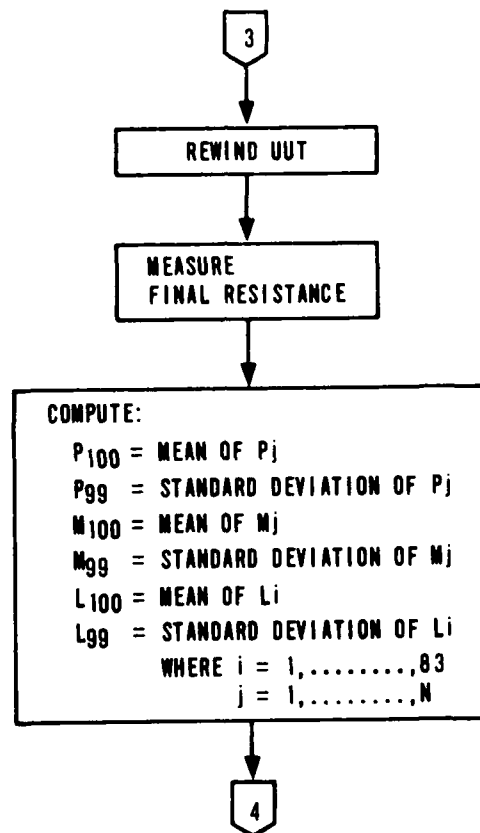 3
REWIND UUT
MEASURE
FINAL RESISTANCE
COMPUTE:
P100 = MEAN OF Pj
P99 = STANDARD DEVIATION OF Pj
M100 = MEAN OF Mj
M99 = STANDARD DEVIATION OF Mj
L100 = MEAN OF Li
L99 = STANDARD DEVIATION OF Li
WHERE i = 1,........,83
j = 1,........,N
4